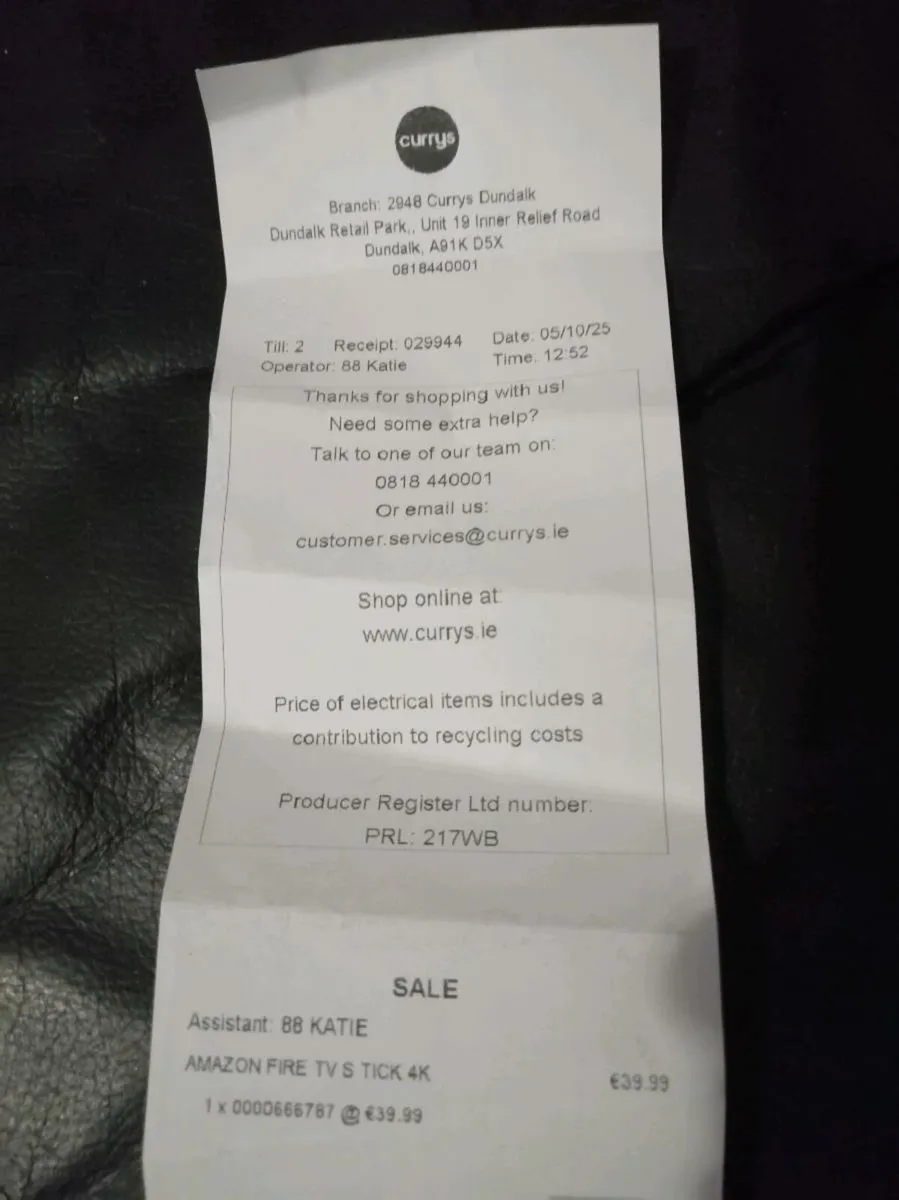 currys
Branch: 2948 Currys Dundalk
Dundalk Retail Park,, Unit 19 Inner Relief Road
Dundalk, A91K D5X
0818440001
Till: 2 Receipt: 029944 Date: 05/10/25
Operator: 88 Katie Time: 12:52
Thanks for shopping with us!
Need some extra help?
Talk to one of our team on:
0818 440001
Or email us:
customer.services@currys.ie
Shop online at:
www.currys.ie
Price of electrical items includes a
contribution to recycling costs
Producer Register Ltd number:
PRL: 217WB
SALE
Assistant: 88 KATIE
AMAZON FIRE TV S TICK 4K €39.99
1 x 0000666787 @ €39.99